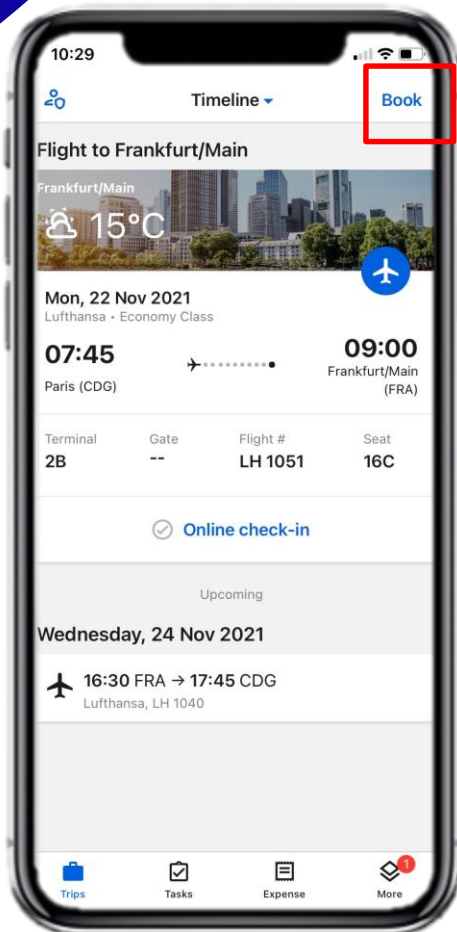 10:29
Timeline
Book
Flight to Frankfurt/Main
Frankfurt/Main
15°C
Mon, 22 Nov 2021
Lufthansa • Economy Class
07:45
09:00
Paris (CDG)
Frankfurt/Main
(FRA)
Terminal Gate Flight # Seat
2B -- LH 1051 16C
Online check-in
Upcoming
Wednesday, 24 Nov 2021
16:30 FRA → 17:45 CDG
Lufthansa, LH 1040
1
Trips Tasks Expense More